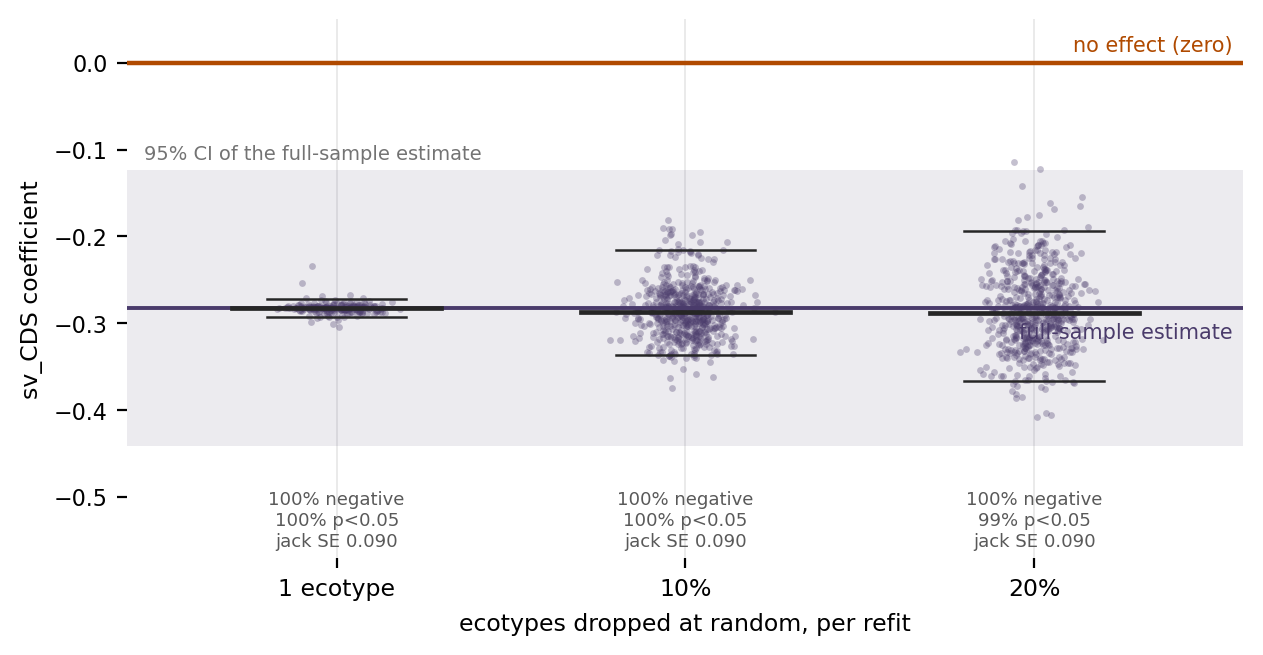 no effect (zero)
0.0
−0.1
95% CI of the full-sample estimate
−0.2
−0.3
full-sample estimate
−0.4
−0.5
sv_CDS coefficient
100% negative
100% p<0.05
jack SE 0.090
100% negative
100% p<0.05
jack SE 0.090
100% negative
99% p<0.05
jack SE 0.090
1 ecotype
10%
20%
ecotypes dropped at random, per refit